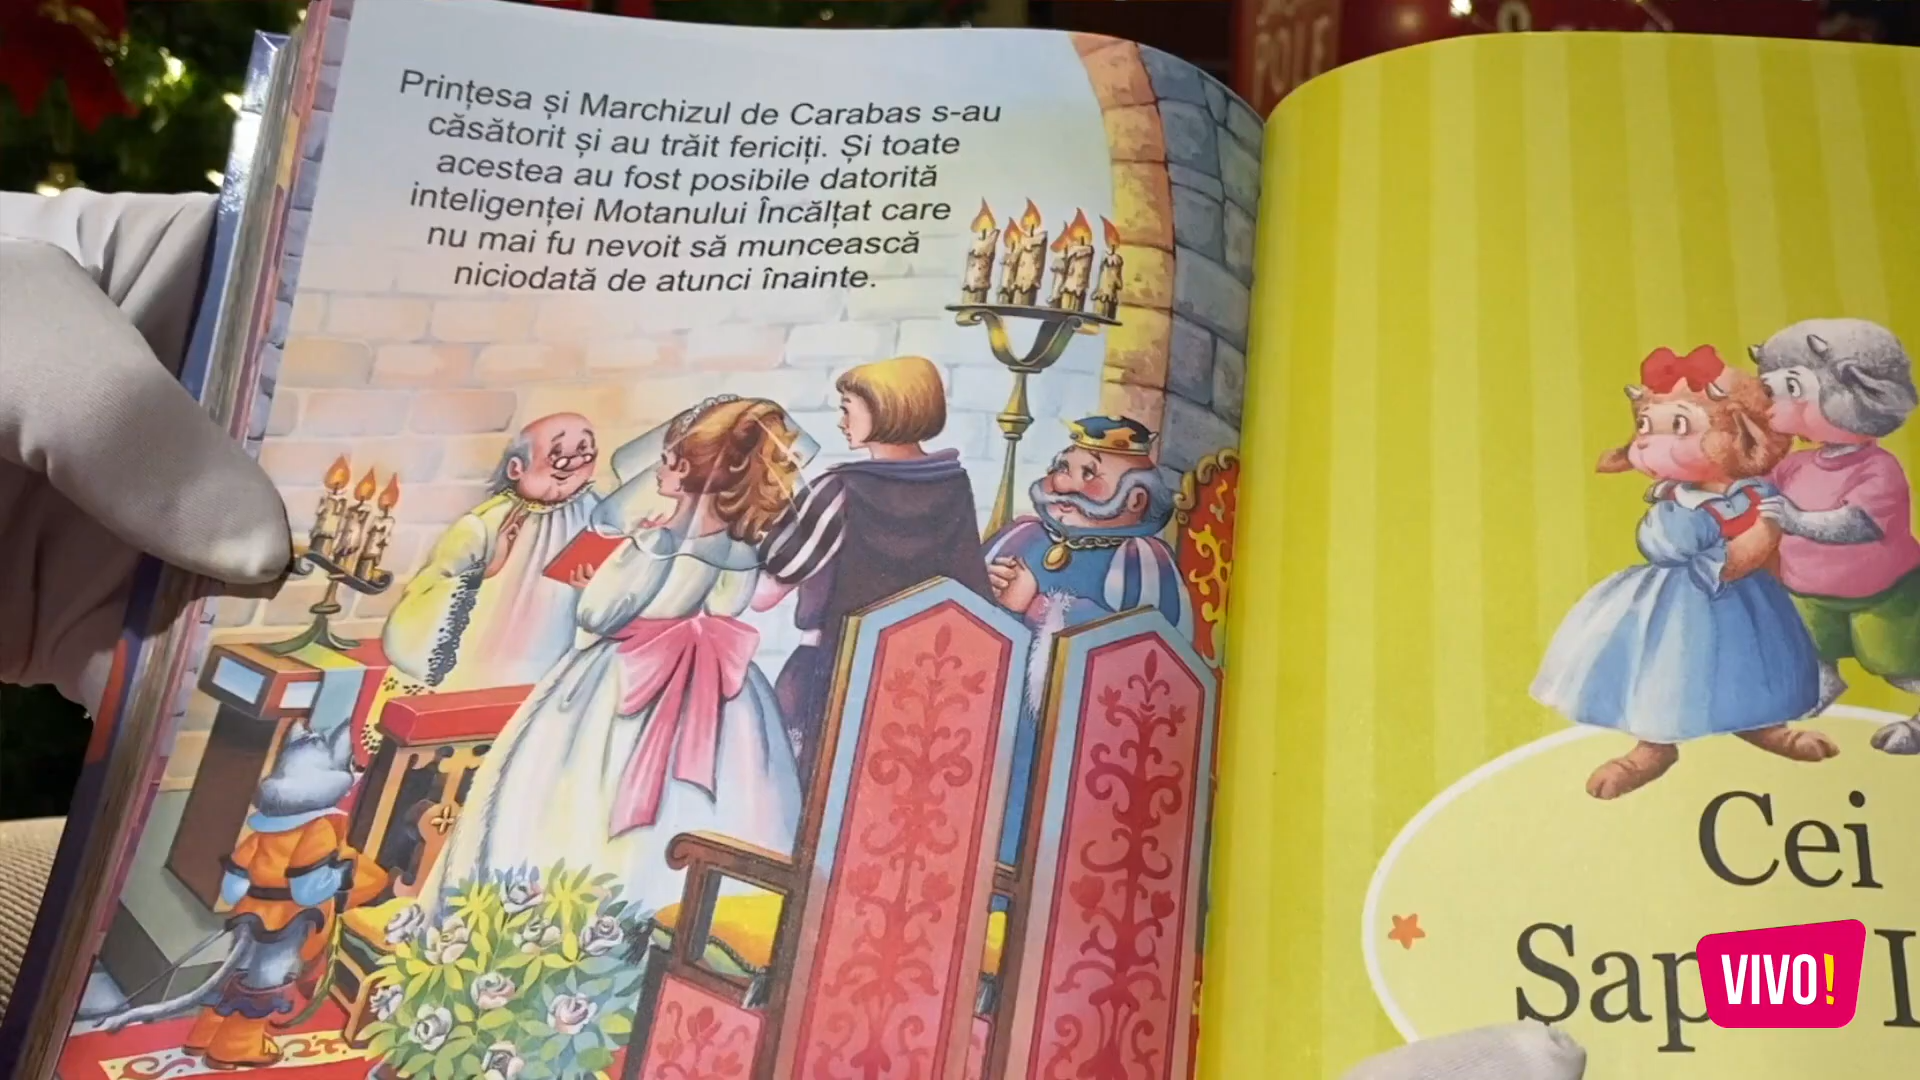 POLE
Prințesa și Marchizul de Carabas s-au
căsătorit și au trăit fericiți. Și toate
acestea au fost posibile datorită
inteligenței Motanului Încălțat care
nu mai fu nevoit să muncească
niciodată de atunci înainte.
Cei
VIVO!